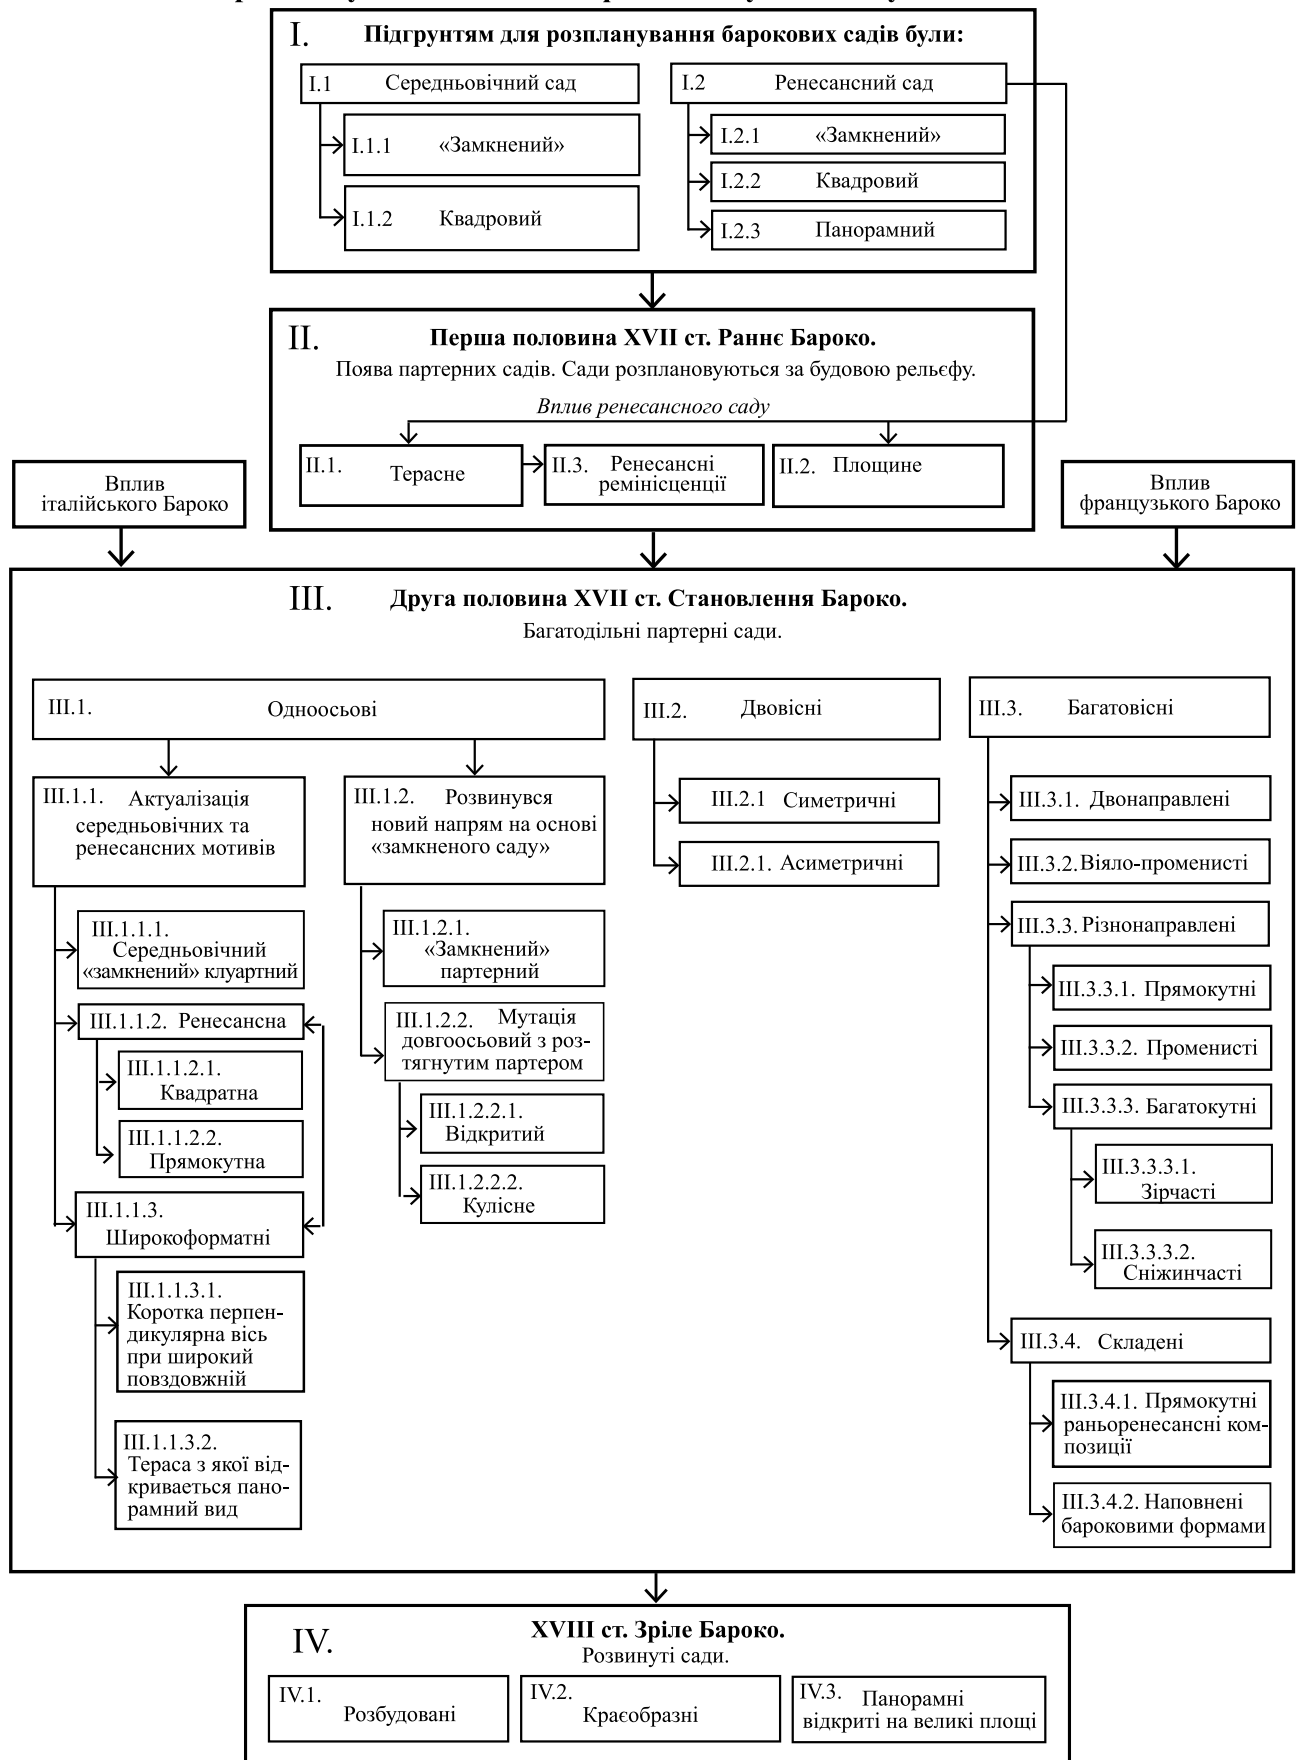 I. Підгрунтям для розпланування барокових садів були:
I.1 Середньовічний сад
I.1.1 «Замкнений»
I.1.2 Квадровий
I.2 Ренесансний сад
I.2.1 «Замкнений»
I.2.2 Квадровий
I.2.3 Панорамний
II. Перша половина XVII ст. Раннє Бароко.
Поява партерних садів. Сади розплановуються за будовою рельєфу.
Вплив ренесансного саду
II.1. Терасне
II.3. Ренесансні
ремінісценції
II.2. Площине
Вплив
італійського Бароко
Вплив
французького Бароко
III. Друга половина XVII ст. Становлення Бароко.
Багатодільні партерні сади.
III.1. Одноосьові
III.1.1. Актуалізація
середньовічних та
ренесансних мотивів
III.1.1.1.
Середньовічний
«замкнений» клуартний
III.1.1.2. Ренесансна
III.1.1.2.1.
Квадратна
III.1.1.2.2.
Прямокутна
III.1.1.3.
Широкоформатні
III.1.1.3.1.
Коротка перпен-
дикулярна вісь
при широкий
повздовжній
III.1.1.3.2.
Тераса з якої від-
кривається пано-
рамний вид
III.1.2. Розвинувся
новий напрям на основі
«замкненого саду»
III.1.2.1.
«Замкнений»
партерний
III.1.2.2. Мутація
довгоосьовий з роз-
тягнутим партером
III.1.2.2.1.
Відкритий
III.1.2.2.2.
Кулісне
III.2. Двовісні
III.2.1 Симетричні
III.2.1. Асиметричні
III.3. Багатовісні
III.3.1. Двонаправлені
III.3.2. Віяло-променисті
III.3.3. Різнонаправлені
III.3.3.1. Прямокутні
III.3.3.2. Променисті
III.3.3.3. Багатокутні
III.3.3.3.1.
Зірчасті
III.3.3.3.2.
Сніжинчасті
III.3.4. Складені
III.3.4.1. Прямокутні
раньоренесансні ком-
позиції
III.3.4.2. Наповнені
бароковими формами
IV. XVIII ст. Зріле Бароко.
Розвинуті сади.
IV.1. Розбудовані
IV.2.
Краєобразні
IV.3. Панорамні
відкриті на великі площі